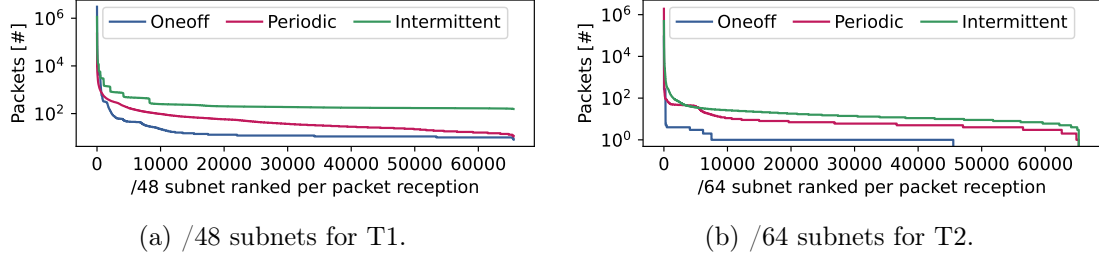 Oneoff Periodic Intermittent
Packets [#]
10^6
10^4
10^2
0 10000 20000 30000 40000 50000 60000
/48 subnet ranked per packet reception
(a) /48 subnets for T1.
Oneoff Periodic Intermittent
Packets [#]
10^6
10^4
10^2
10^0
0 10000 20000 30000 40000 50000 60000
/64 subnet ranked per packet reception
(b) /64 subnets for T2.